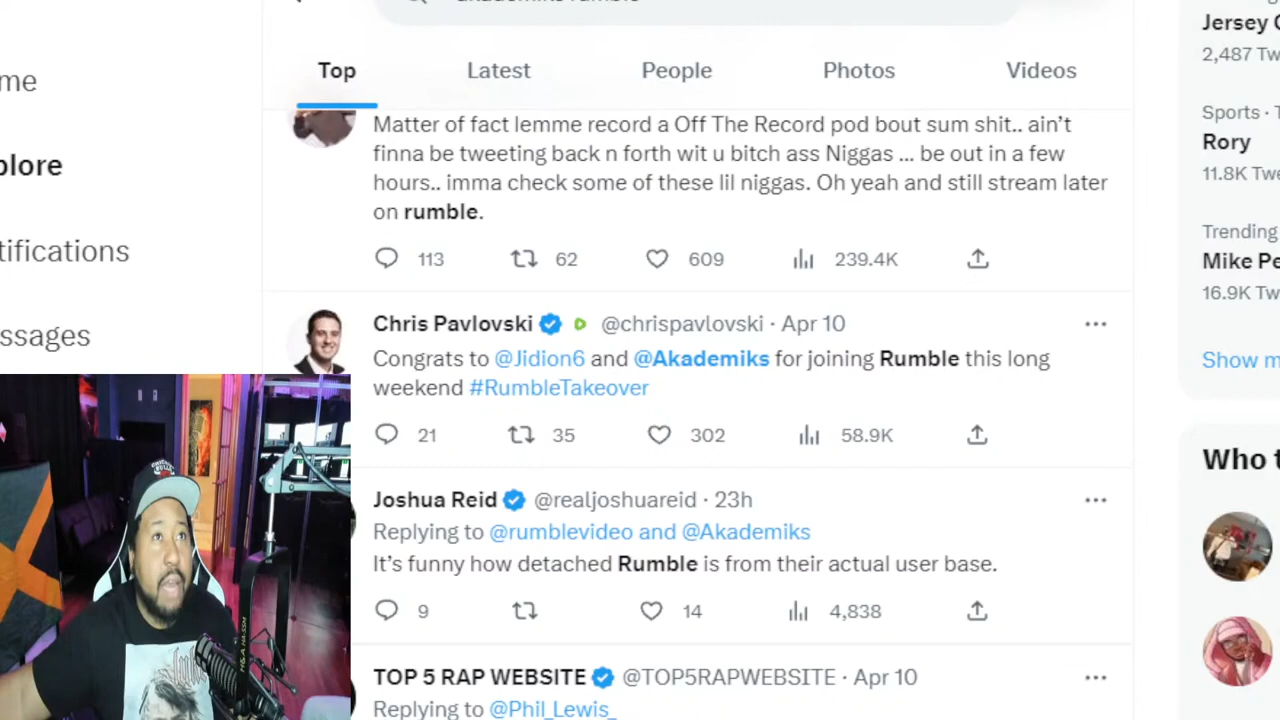 akademiks rumble
Top Latest People Photos Videos
Matter of fact lemme record a Off The Record pod bout sum shit.. ain't
finna be tweeting back n forth wit u bitch ass Niggas ... be out in a few
hours.. imma check some of these lil niggas. Oh yeah and still stream later
on rumble.
113 62 609 239.4K
Chris Pavlovski @chrispavlovski · Apr 10
Congrats to @Jidion6 and @Akademiks for joining Rumble this long
weekend #RumbleTakeover
21 35 302 58.9K
Joshua Reid @realjoshuareid · 23h
Replying to @rumblevideo and @Akademiks
It's funny how detached Rumble is from their actual user base.
9 14 4,838
TOP 5 RAP WEBSITE @TOP5RAPWEBSITE · Apr 10
Replying to @Phil_Lewis_
me
plore
tifications
ssages
Jersey
2,487 Tw
Sports · T
Rory
11.8K Twe
Trending
Mike Pe
16.9K Tw
Show m
Who t